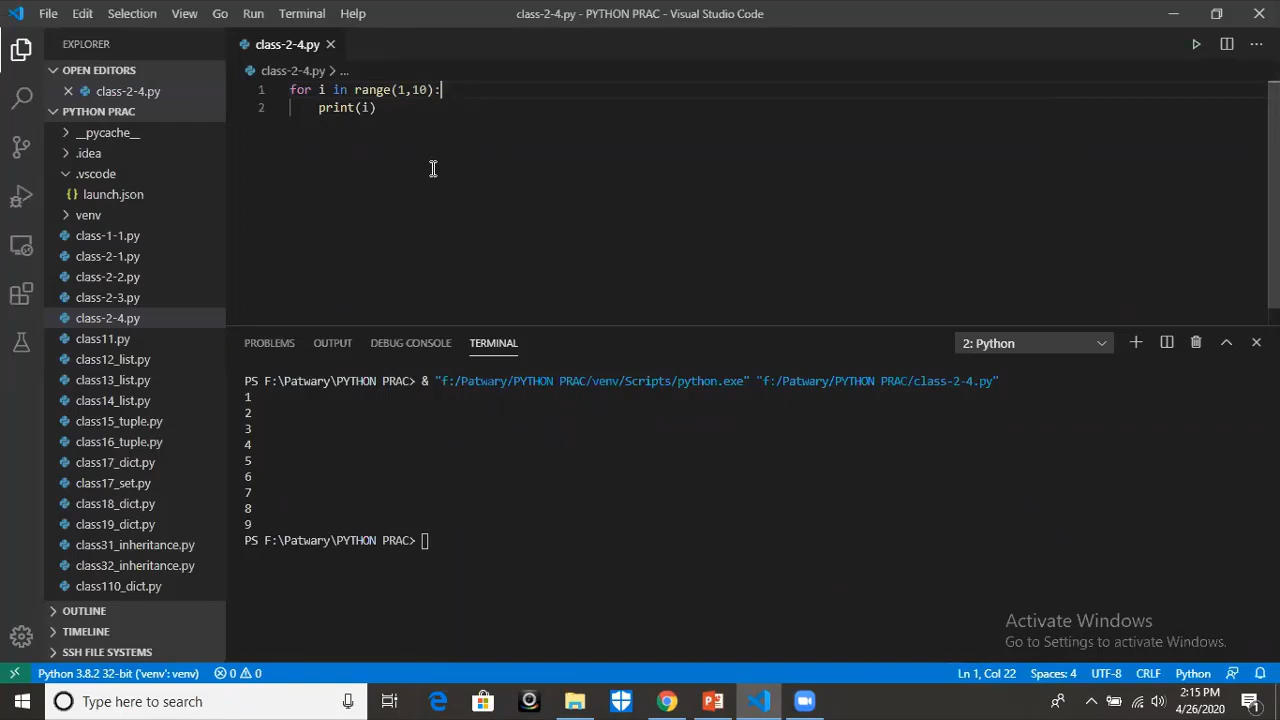 File Edit Selection View Go Run Terminal Help
class-2-4.py - PYTHON PRAC - Visual Studio Code
EXPLORER
OPEN EDITORS
class-2-4.py
PYTHON PRAC
__pycache__
.idea
.vscode
launch.json
venv
class-1-1.py
class-2-1.py
class-2-2.py
class-2-3.py
class-2-4.py
class11.py
class12_list.py
class13_list.py
class14_list.py
class15_tuple.py
class16_tuple.py
class17_dict.py
class17_set.py
class18_dict.py
class19_dict.py
class31_inheritance.py
class32_inheritance.py
class110_dict.py
OUTLINE
TIMELINE
SSH FILE SYSTEMS
class-2-4.py
class-2-4.py > ...
1 for i in range(1,10):
2 print(i)
PROBLEMS OUTPUT DEBUG CONSOLE TERMINAL 2: Python
PS F:\Patwary\PYTHON PRAC> & "f:/Patwary/PYTHON PRAC/venv/Scripts/python.exe" "f:/Patwary/PYTHON PRAC/class-2-4.py"
1
2
3
4
5
6
7
8
9
PS F:\Patwary\PYTHON PRAC>
Activate Windows
Go to Settings to activate Windows.
Python 3.8.2 32-bit ('venv': venv) 0 0 Ln 1, Col 22 Spaces: 4 UTF-8 CRLF Python
Type here to search
2:15 PM
4/26/2020
1